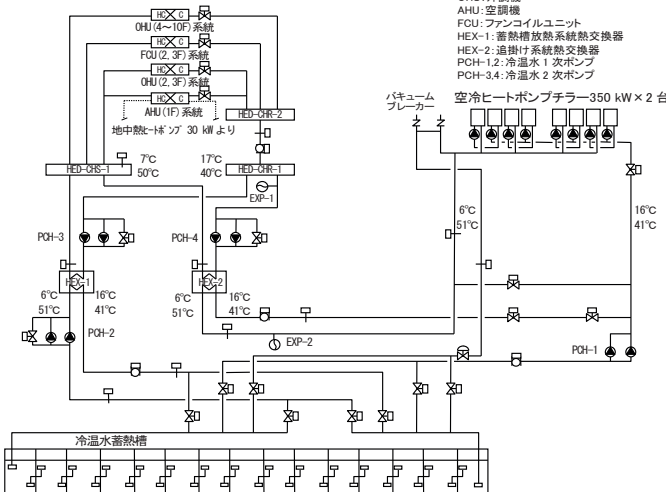 AHU:空調機
FCU:ファンコイルユニット
HEX-1:蓄熱槽放熱系統熱交換器
HEX-2:追掛け系統熱交換器
PCH-1,2:冷温水1次ポンプ
PCH-3,4:冷温水2次ポンプ
HC C
OHU(4~10F)系統
HC C
FCU(2,3F)系統
HC C
OHU(2,3F)系統
HC C
AHU(1F)系統
地中熱ヒートポンプ 30 kWより
バキューム
ブレーカー
空冷ヒートポンプチラー350 kW×2台
HED-CHR-2
HED-CHS-1
7℃
50℃
17℃
40℃
HED-CHR-1
EXP-1
PCH-3
PCH-4
6℃
51℃
16℃
41℃
HEX-1
HEX-2
6℃
51℃
16℃
41℃
6℃
51℃
16℃
41℃
PCH-2
EXP-2
PCH-1
冷温水蓄熱槽